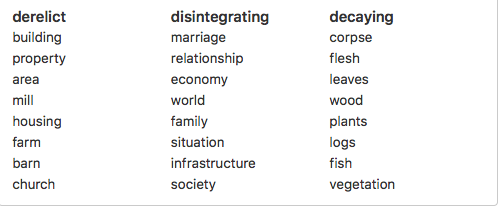 derelict disintegrating decaying
building marriage corpse
property relationship flesh
area economy leaves
mill world wood
housing family plants
farm situation logs
barn infrastructure fish
church society vegetation